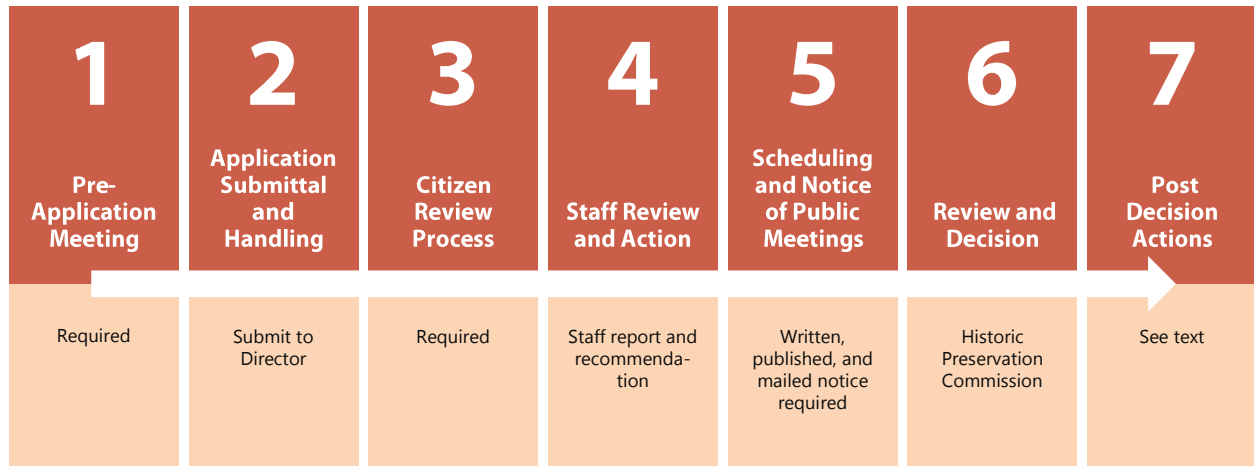 1
Pre-
Application
Meeting
Required
2
Application
Submittal
and
Handling
Submit to
Director
3
Citizen
Review
Process
Required
4
Staff Review
and Action
Staff report and
recommenda-
tion
5
Scheduling
and Notice
of Public
Meetings
Written,
published, and
mailed notice
required
6
Review and
Decision
Historic
Preservation
Commission
7
Post
Decision
Actions
See text